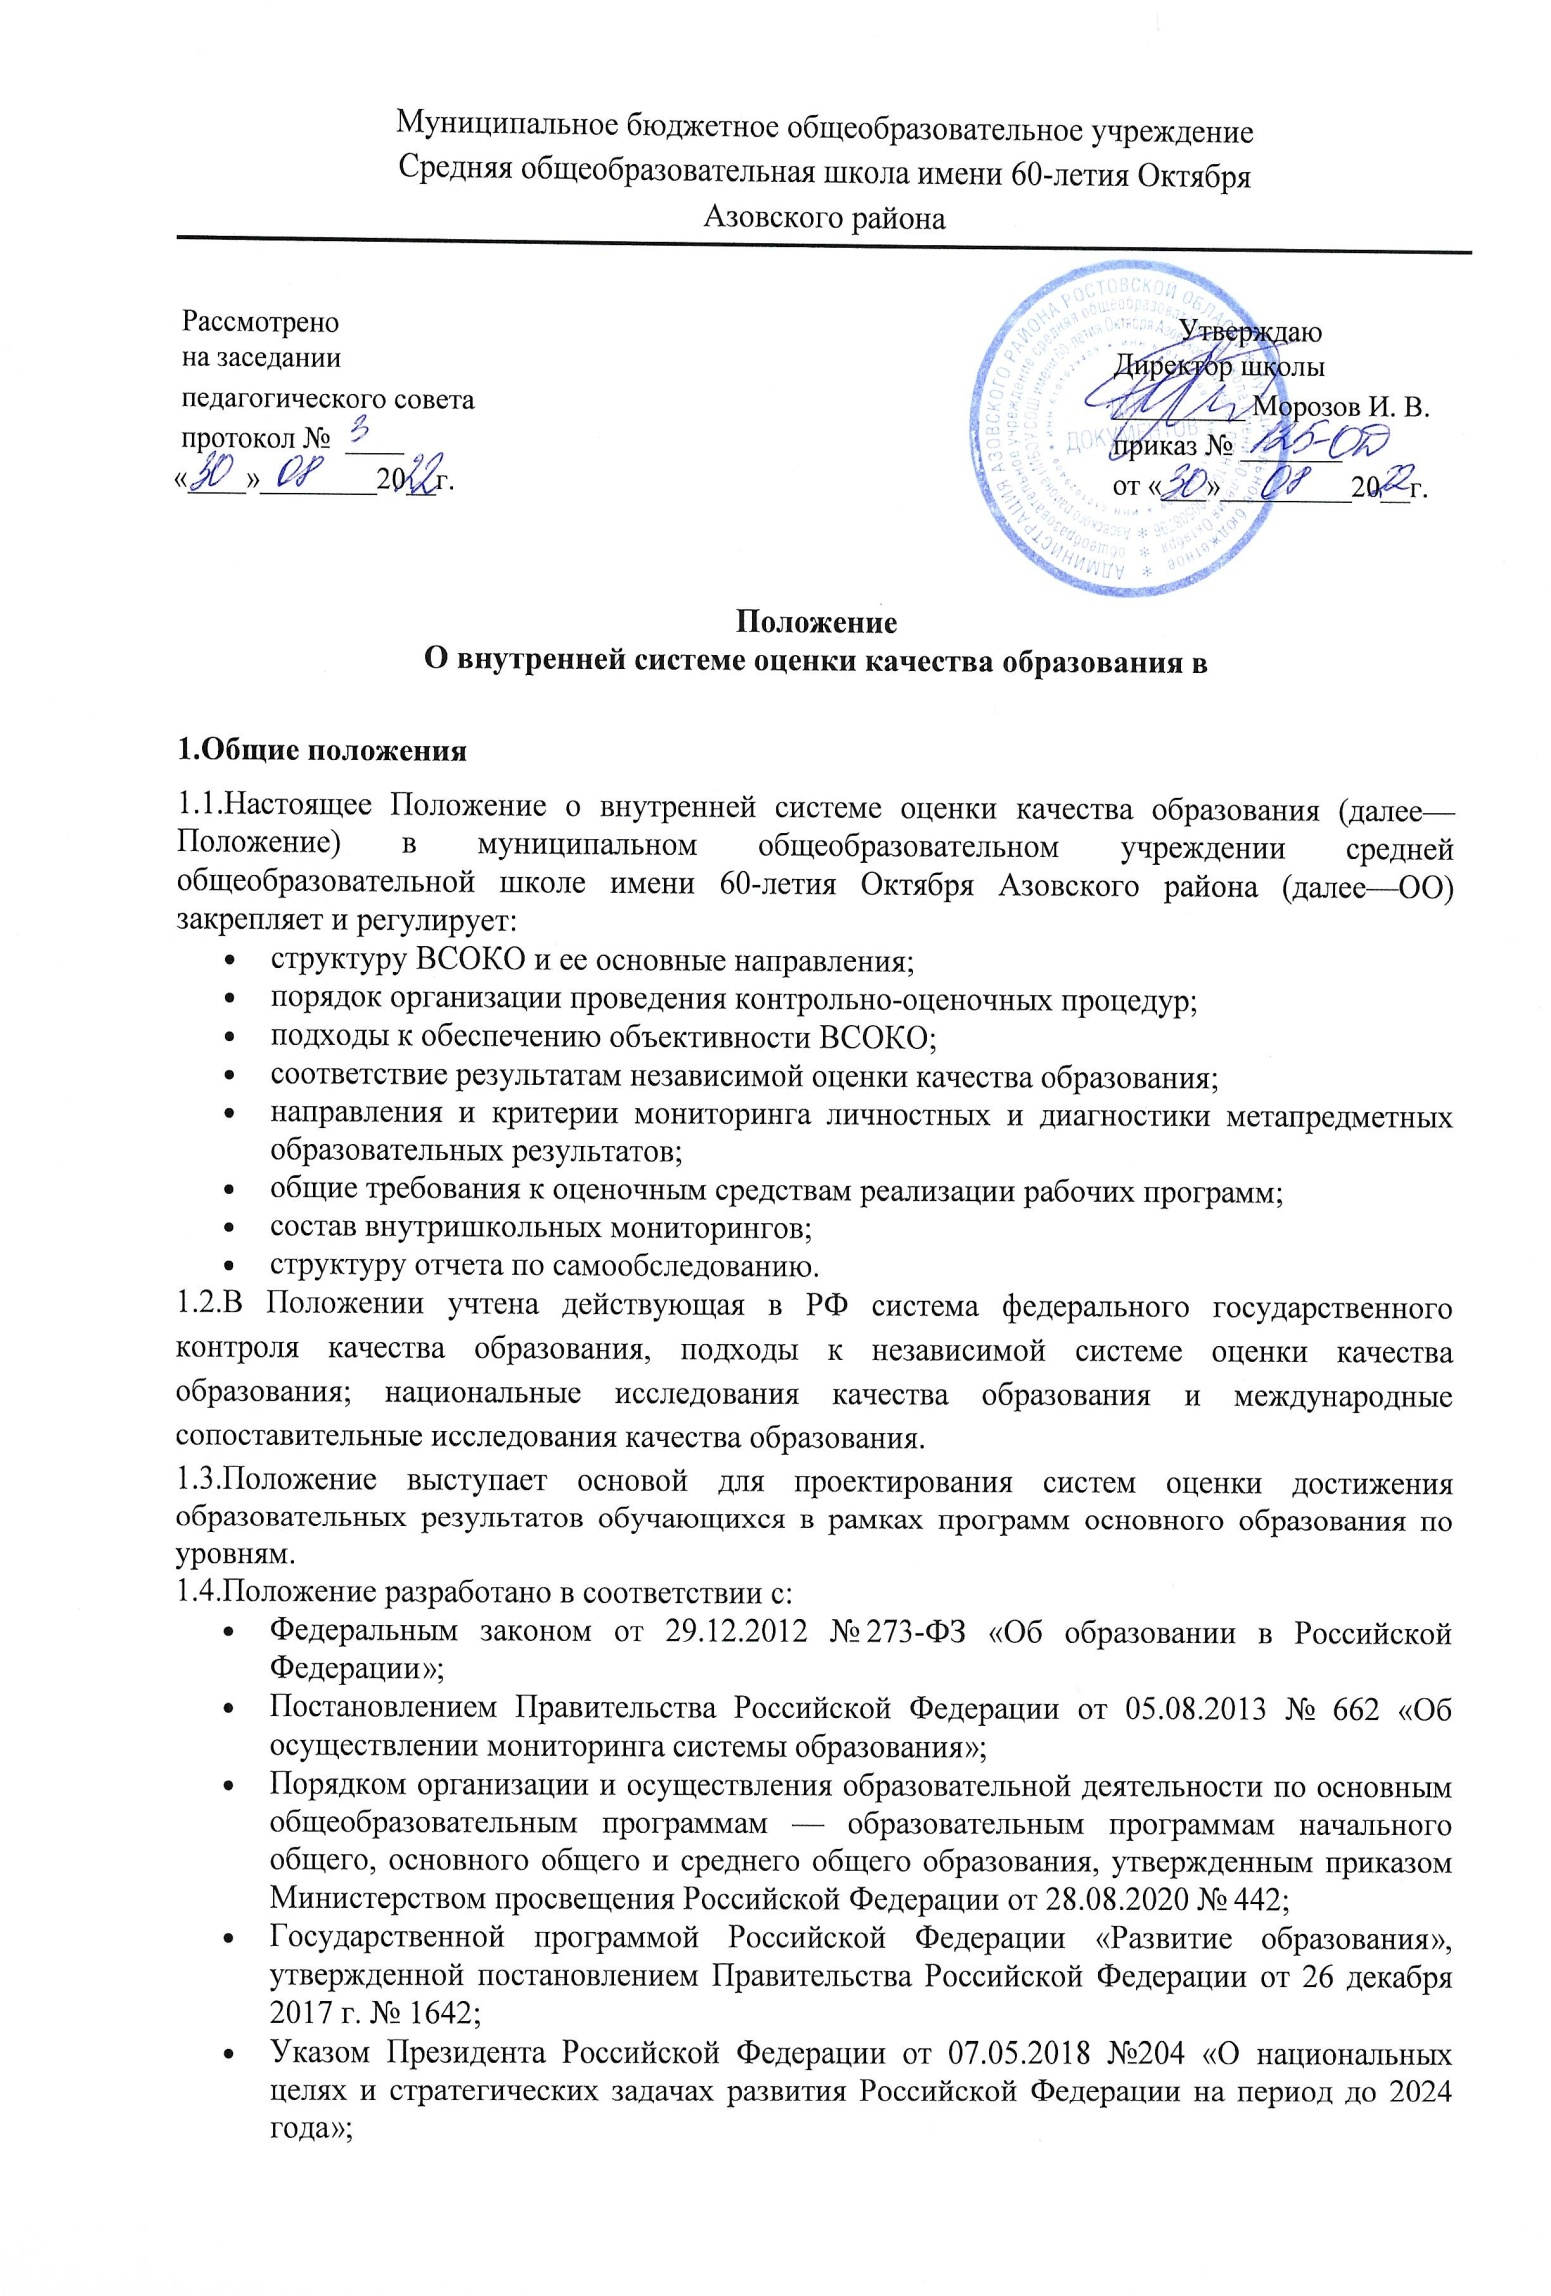 Муниципальное бюджетное общеобразовательное учреждение
Средняя общеобразовательная школа имени 60-летия Октября
Азовского района
Рассмотрено
на заседании
педагогического совета
протокол № 3
«30» 08 2022г.
Утверждаю
Директор школы
Морозов И. В.
приказ № 125-ОД
от «30» 08 2022г.
ДОКУМЕНТОВ
Положение
О внутренней системе оценки качества образования в
1.Общие положения
1.1.Настоящее Положение о внутренней системе оценки качества образования (далее—
Положение) в муниципальном общеобразовательном учреждении средней
общеобразовательной школе имени 60-летия Октября Азовского района (далее—ОО)
закрепляет и регулирует:
• структуру ВСОКО и ее основные направления;
• порядок организации проведения контрольно-оценочных процедур;
• подходы к обеспечению объективности ВСОКО;
• соответствие результатам независимой оценки качества образования;
• направления и критерии мониторинга личностных и диагностики метапредметных
образовательных результатов;
• общие требования к оценочным средствам реализации рабочих программ;
• состав внутришкольных мониторингов;
• структуру отчета по самообследованию.
1.2.В Положении учтена действующая в РФ система федерального государственного
контроля качества образования, подходы к независимой системе оценки качества
образования; национальные исследования качества образования и международные
сопоставительные исследования качества образования.
1.3.Положение выступает основой для проектирования систем оценки достижения
образовательных результатов обучающихся в рамках программ основного образования по
уровням.
1.4.Положение разработано в соответствии с:
• Федеральным законом от 29.12.2012 №273-ФЗ «Об образовании в Российской
Федерации»;
• Постановлением Правительства Российской Федерации от 05.08.2013 № 662 «Об
осуществлении мониторинга системы образования»;
• Порядком организации и осуществления образовательной деятельности по основным
общеобразовательным программам — образовательным программам начального
общего, основного общего и среднего общего образования, утвержденным приказом
Министерством просвещения Российской Федерации от 28.08.2020 № 442;
• Государственной программой Российской Федерации «Развитие образования»,
утвержденной постановлением Правительства Российской Федерации от 26 декабря
2017 г. № 1642;
• Указом Президента Российской Федерации от 07.05.2018 №204 «О национальных
целях и стратегических задачах развития Российской Федерации на период до 2024
года»;